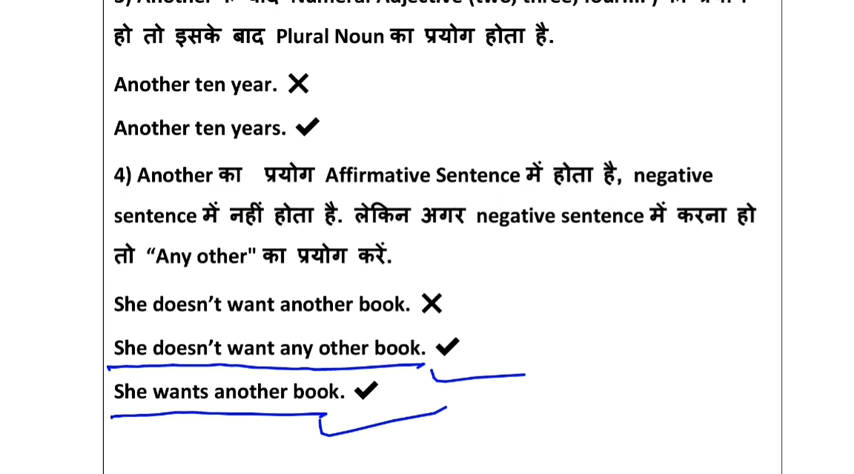 हो तो इसके बाद Plural Noun का प्रयोग होता है.
Another ten year. ❌
Another ten years. ✔
4) Another का प्रयोग Affirmative Sentence में होता है, negative
sentence में नहीं होता है. लेकिन अगर negative sentence में करना हो
तो “Any other" का प्रयोग करें.
She doesn’t want another book. ❌
She doesn’t want any other book. ✔
She wants another book. ✔